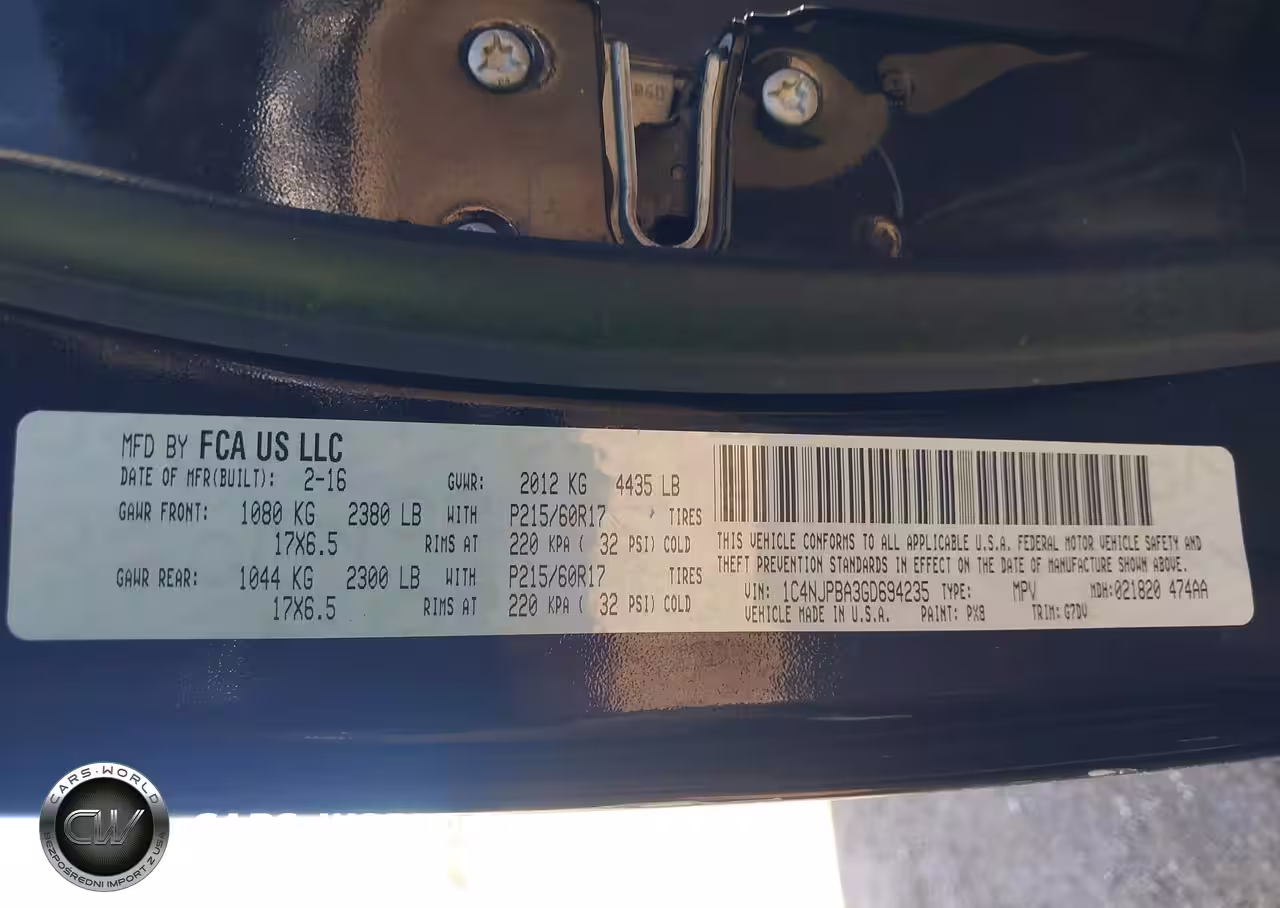 MFD BY FCA US LLC
DATE OF MFR(BUILT): 2-16 GVWR: 2012 KG 4435 LB
GAWR FRONT: 1080 KG 2380 LB WITH P215/60R17 TIRES
17X6.5 RIMS AT 220 KPA ( 32 PSI) COLD
GAWR REAR: 1044 KG 2300 LB WITH P215/60R17 TIRES
17X6.5 RIMS AT 220 KPA ( 32 PSI) COLD
THIS VEHICLE CONFORMS TO ALL APPLICABLE U.S.A. FEDERAL MOTOR VEHICLE SAFETY AND
THEFT PREVENTION STANDARDS IN EFFECT ON THE DATE OF MANUFACTURE SHOWN ABOVE.
VIN: 1C4NJPBA3GD694235 TYPE: MPV MDH:021820 474AA
VEHICLE MADE IN U.S.A. PAINT: PX8 TRIM: G7DV
CARS·WORLD
CW
BEZPOŚREDNI IMPORT Z USA